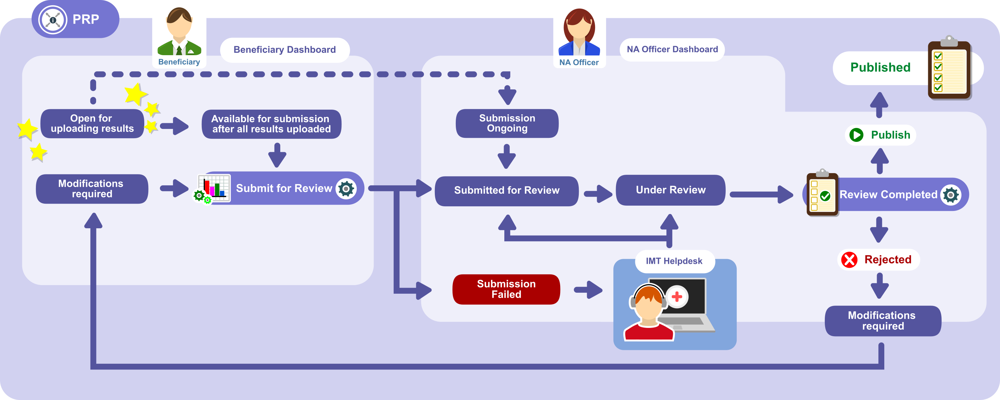 PRP
Beneficiary
Beneficiary Dashboard
NA Officer
NA Officer Dashboard
Published
Open for
uploading results
Available for submission
after all results uploaded
Submission
Ongoing
Publish
Modifications
required
Submit for Review
Submitted for Review
Under Review
Review Completed
IMT Helpdesk
Rejected
Submission
Failed
Modifications
required